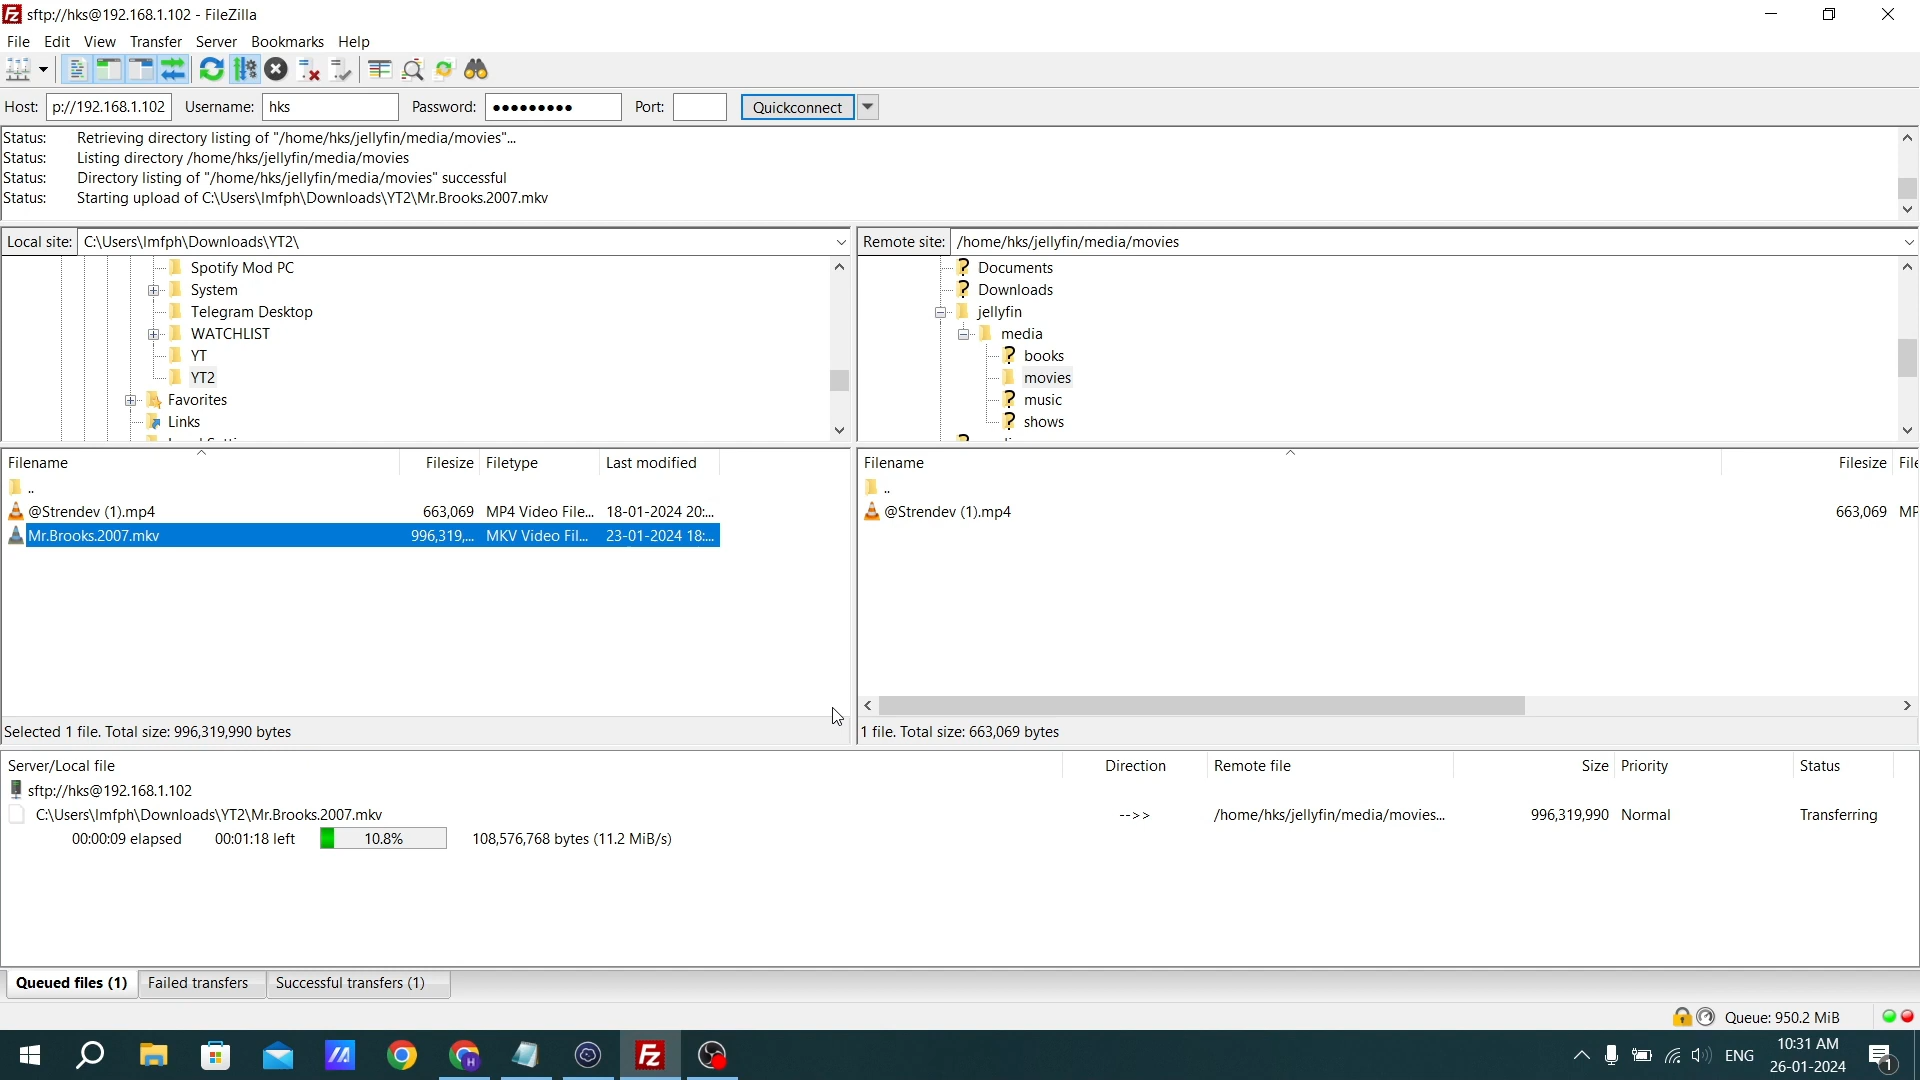 sftp://hks@192.168.1.102 - FileZilla
File Edit View Transfer Server Bookmarks Help
Host: p://192.168.1.102 Username: hks Password: ●●●●●●●●● Port: Quickconnect
Status: Retrieving directory listing of "/home/hks/jellyfin/media/movies"...
Status: Listing directory /home/hks/jellyfin/media/movies
Status: Directory listing of "/home/hks/jellyfin/media/movies" successful
Status: Starting upload of C:\Users\Imfph\Downloads\YT2\Mr.Brooks.2007.mkv
Local site: C:\Users\Imfph\Downloads\YT2\
Spotify Mod PC
System
Telegram Desktop
WATCHLIST
YT
YT2
Favorites
Links
Remote site: /home/hks/jellyfin/media/movies
Documents
Downloads
jellyfin
media
books
movies
music
shows
Filename Filesize Filetype Last modified
..
@Strendev (1).mp4 663,069 MP4 Video File... 18-01-2024 20:...
Mr.Brooks.2007.mkv 996,319,... MKV Video Fil... 23-01-2024 18:...
Selected 1 file. Total size: 996,319,990 bytes
Filename Filesize File
..
@Strendev (1).mp4 663,069 MP
1 file. Total size: 663,069 bytes
Server/Local file Direction Remote file Size Priority Status
sftp://hks@192.168.1.102
C:\Users\Imfph\Downloads\YT2\Mr.Brooks.2007.mkv -->> /home/hks/jellyfin/media/movies... 996,319,990 Normal Transferring
00:00:09 elapsed 00:01:18 left 10.8% 108,576,768 bytes (11.2 MiB/s)
Queued files (1) Failed transfers Successful transfers (1)
Queue: 950.2 MiB
ENG 10:31 AM
26-01-2024
1